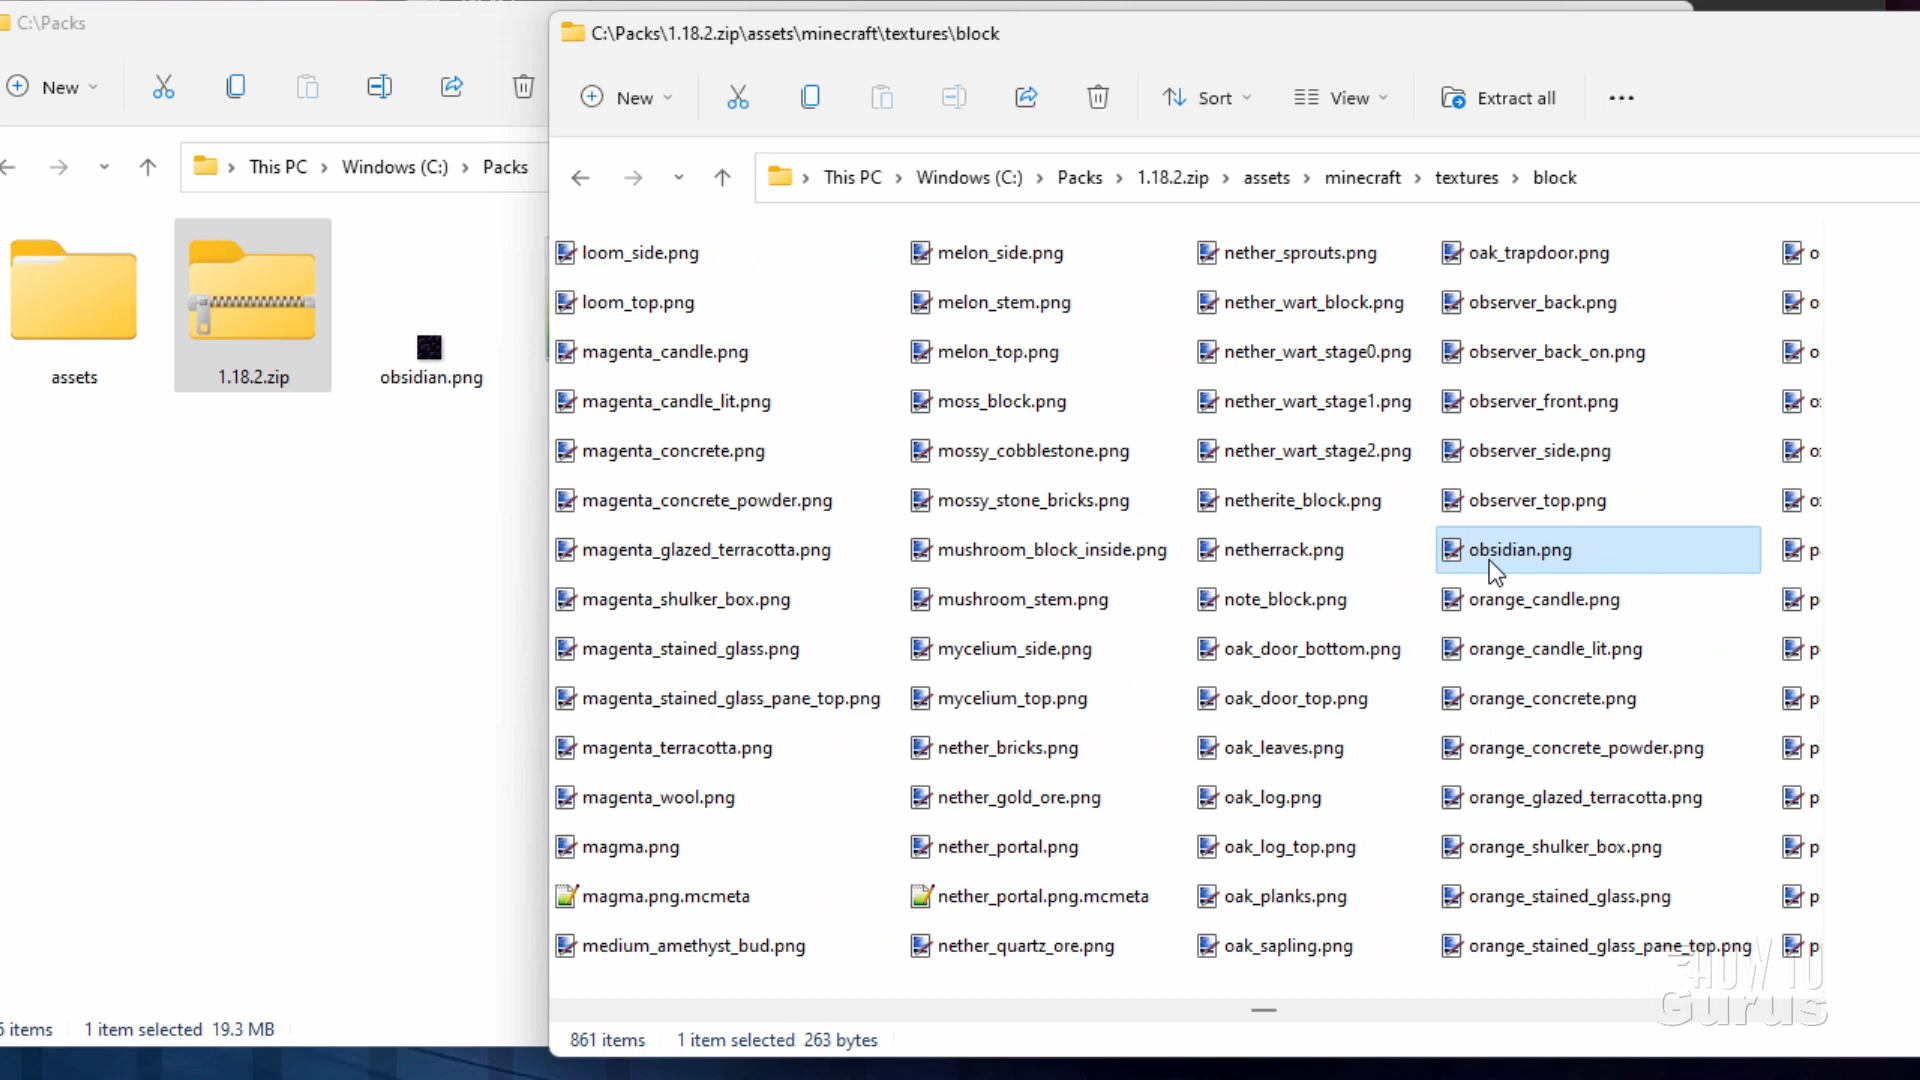 C:\Packs
New
This PC > Windows (C:) > Packs
assets
1.18.2.zip
obsidian.png
1 item selected 19.3 MB
C:\Packs\1.18.2.zip\assets\minecraft\textures\block
New
Sort
View
Extract all
This PC > Windows (C:) > Packs > 1.18.2.zip > assets > minecraft > textures > block
loom_side.png
loom_top.png
magenta_candle.png
magenta_candle_lit.png
magenta_concrete.png
magenta_concrete_powder.png
magenta_glazed_terracotta.png
magenta_shulker_box.png
magenta_stained_glass.png
magenta_stained_glass_pane_top.png
magenta_terracotta.png
magenta_wool.png
magma.png
magma.png.mcmeta
medium_amethyst_bud.png
melon_side.png
melon_stem.png
melon_top.png
moss_block.png
mossy_cobblestone.png
mossy_stone_bricks.png
mushroom_block_inside.png
mushroom_stem.png
mycelium_side.png
mycelium_top.png
nether_bricks.png
nether_gold_ore.png
nether_portal.png
nether_portal.png.mcmeta
nether_quartz_ore.png
nether_sprouts.png
nether_wart_block.png
nether_wart_stage0.png
nether_wart_stage1.png
nether_wart_stage2.png
netherite_block.png
netherrack.png
note_block.png
oak_door_bottom.png
oak_door_top.png
oak_leaves.png
oak_log.png
oak_log_top.png
oak_planks.png
oak_sapling.png
oak_trapdoor.png
observer_back.png
observer_back_on.png
observer_front.png
observer_side.png
observer_top.png
obsidian.png
orange_candle.png
orange_candle_lit.png
orange_concrete.png
orange_concrete_powder.png
orange_glazed_terracotta.png
orange_shulker_box.png
orange_stained_glass.png
orange_stained_glass_pane_top.png
861 items
1 item selected 263 bytes
HOW TO
Gurus